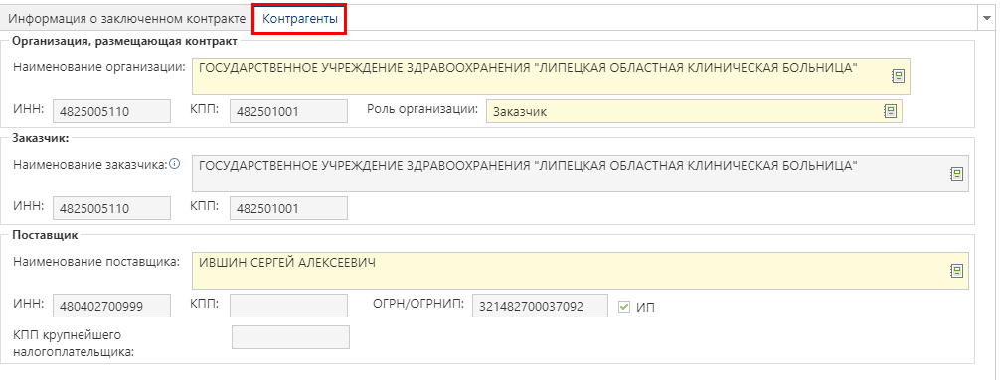 Информация о заключенном контракте Контрагенты
Организация, размещающая контракт
Наименование организации: ГОСУДАРСТВЕННОЕ УЧРЕЖДЕНИЕ ЗДРАВООХРАНЕНИЯ "ЛИПЕЦКАЯ ОБЛАСТНАЯ КЛИНИЧЕСКАЯ БОЛЬНИЦА"
ИНН: 4825005110 КПП: 482501001 Роль организации: Заказчик
Заказчик:
Наименование заказчика: ГОСУДАРСТВЕННОЕ УЧРЕЖДЕНИЕ ЗДРАВООХРАНЕНИЯ "ЛИПЕЦКАЯ ОБЛАСТНАЯ КЛИНИЧЕСКАЯ БОЛЬНИЦА"
ИНН: 4825005110 КПП: 482501001
Поставщик
Наименование поставщика: ИВШИН СЕРГЕЙ АЛЕКСЕЕВИЧ
ИНН: 480402700999 КПП: ОГРН/ОГРНИП: 321482700037092 ИП
КПП крупнейшего
налогоплательщика: